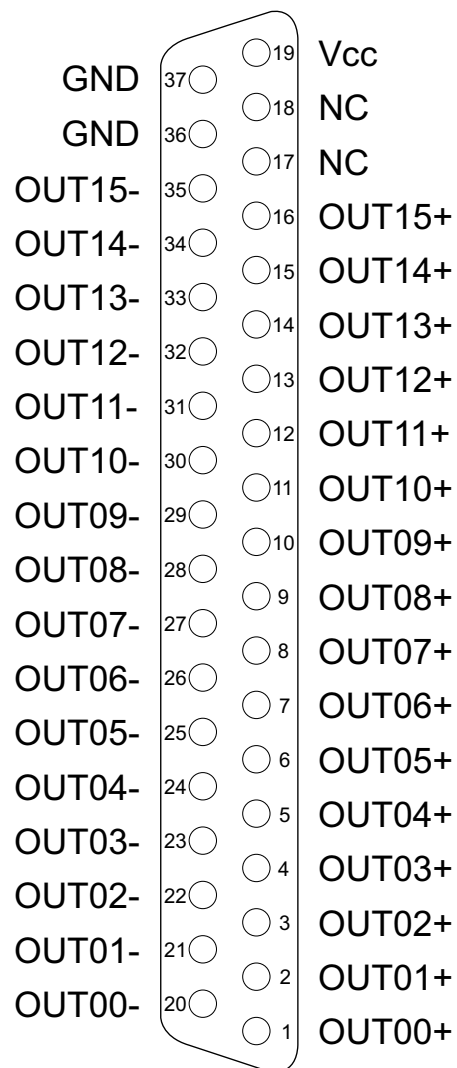 19 Vcc
GND 37
18 NC
GND 36
17 NC
OUT15- 35
16 OUT15+
OUT14- 34
15 OUT14+
OUT13- 33
14 OUT13+
OUT12- 32
13 OUT12+
OUT11- 31
12 OUT11+
OUT10- 30
11 OUT10+
OUT09- 29
10 OUT09+
OUT08- 28
9 OUT08+
OUT07- 27
8 OUT07+
OUT06- 26
7 OUT06+
OUT05- 25
6 OUT05+
OUT04- 24
5 OUT04+
OUT03- 23
4 OUT03+
OUT02- 22
3 OUT02+
OUT01- 21
2 OUT01+
OUT00- 20
1 OUT00+